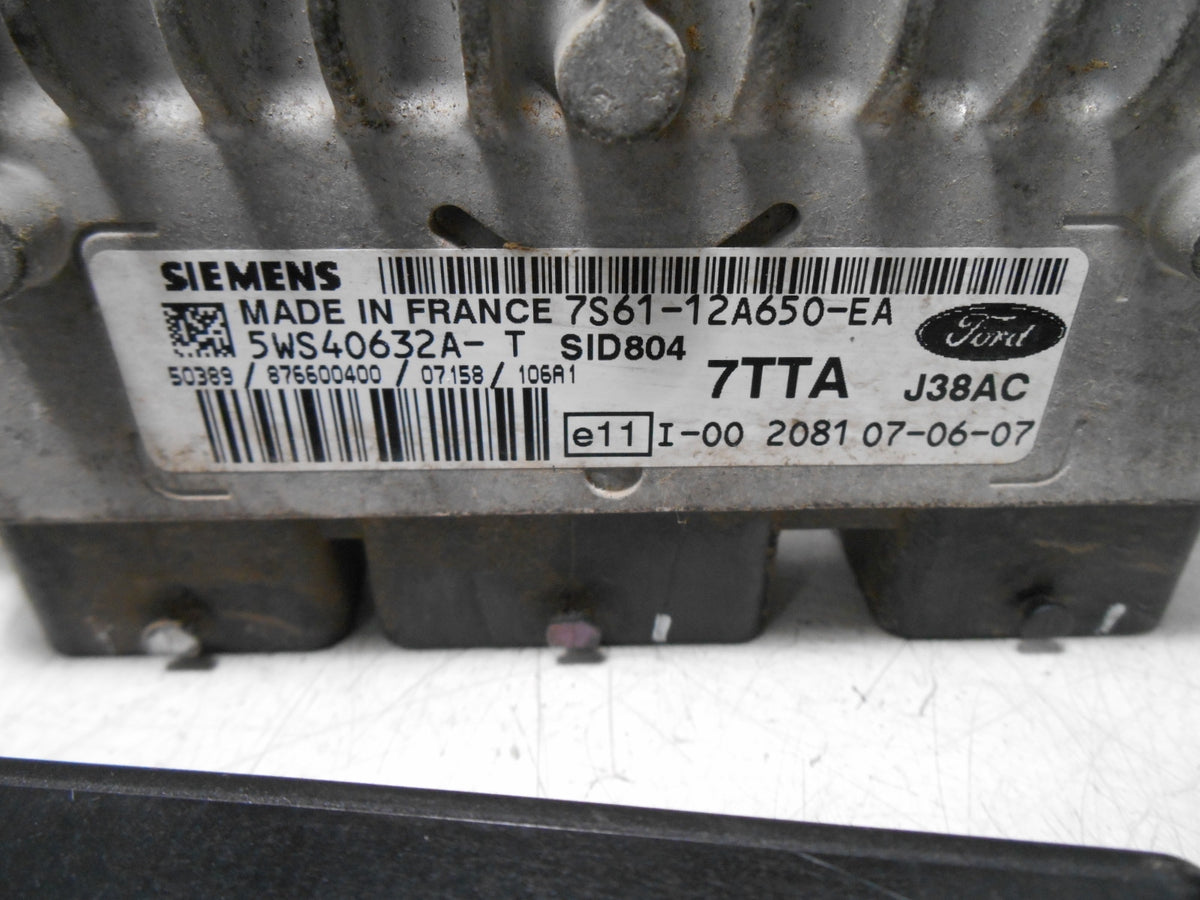 SIEMENS
MADE IN FRANCE 7S61-12A650-EA
Ford
5WS40632A- T SID804
50389 / 876600400 / 07158 / 106A1
7TTA J38AC
e11 I-00 2081 07-06-07